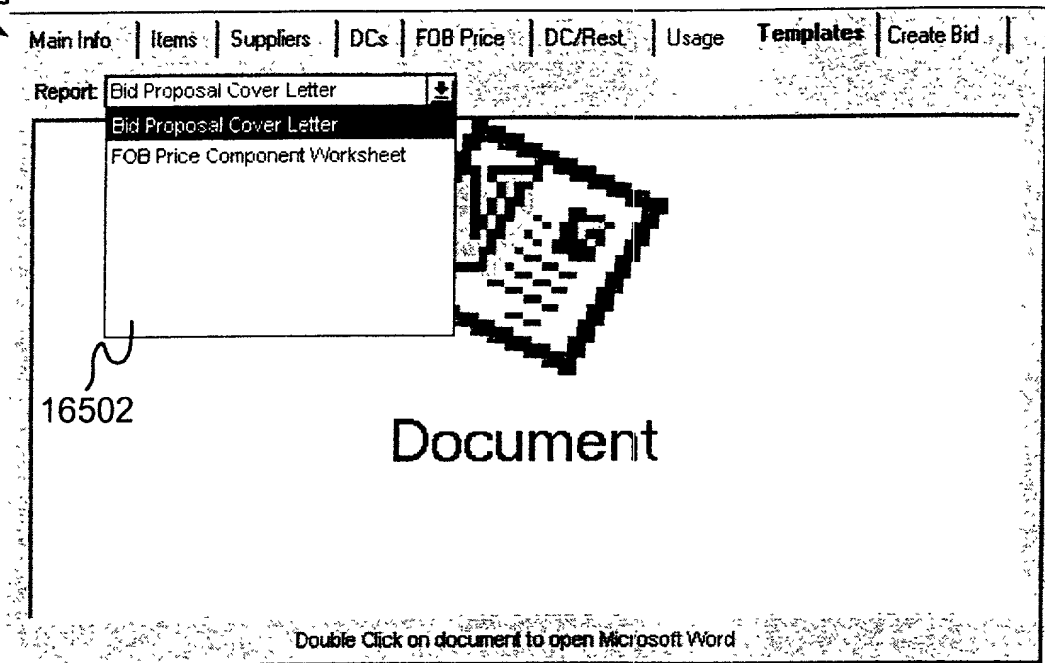 Main Info Items Suppliers DCs FOB Price DC/Rest. Usage Templates Create Bid
Report: Bid Proposal Cover Letter
Bid Proposal Cover Letter
FOB Price Component Worksheet
16502
Document
Double Click on document to open Microsoft Word